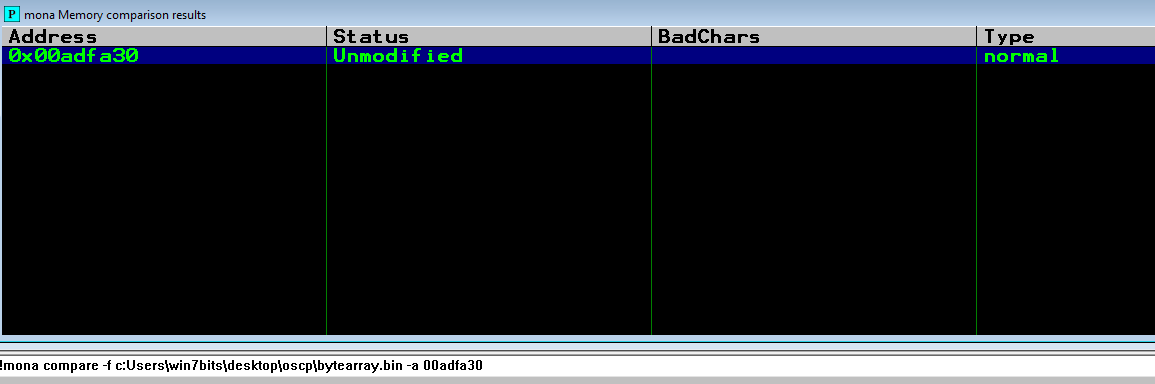 P mona Memory comparison results
Address Status BadChars Type
0x00adfa30 Unmodified normal
!mona compare -f c:Users\win7bits\desktop\oscp\bytearray.bin -a 00adfa30